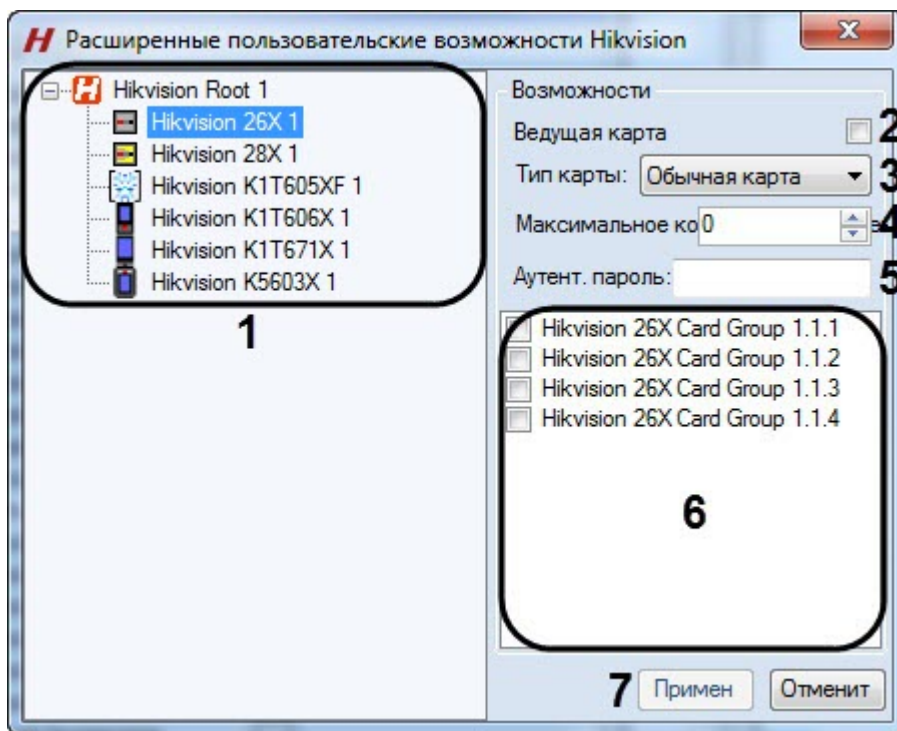 H Расширенные пользовательские возможности Hikvision
Hikvision Root 1
Hikvision 26X 1
Hikvision 28X 1
Hikvision K1T605XF 1
Hikvision K1T606X 1
Hikvision K1T671X 1
Hikvision K5603X 1
1
Возможности
Ведущая карта 2
Тип карты: Обычная карта 3
Максимальное ко 0 4
Аутент. пароль: 5
Hikvision 26X Card Group 1.1.1
Hikvision 26X Card Group 1.1.2
Hikvision 26X Card Group 1.1.3
Hikvision 26X Card Group 1.1.4
6
7 Примен Отменит